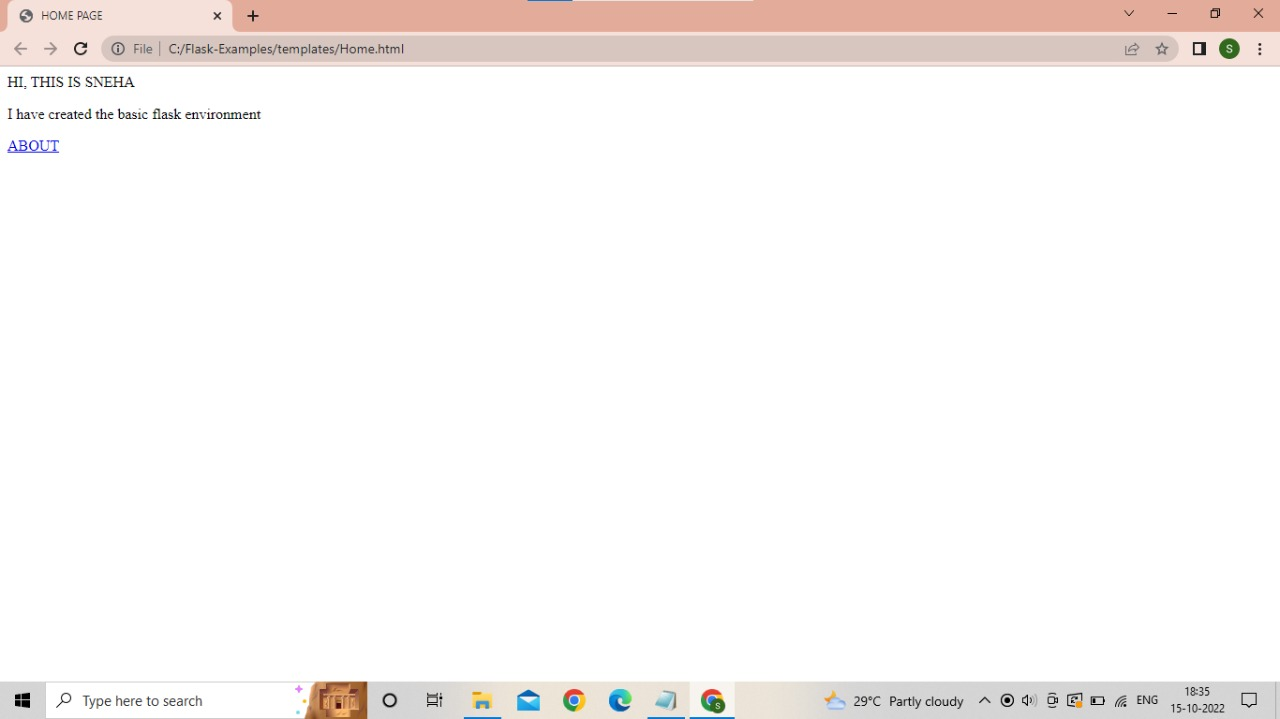 HOME PAGE
File C:/Flask-Examples/templates/Home.html
S
HI, THIS IS SNEHA
I have created the basic flask environment
ABOUT
Type here to search
S
29°C Partly cloudy
ENG
18:35
15-10-2022